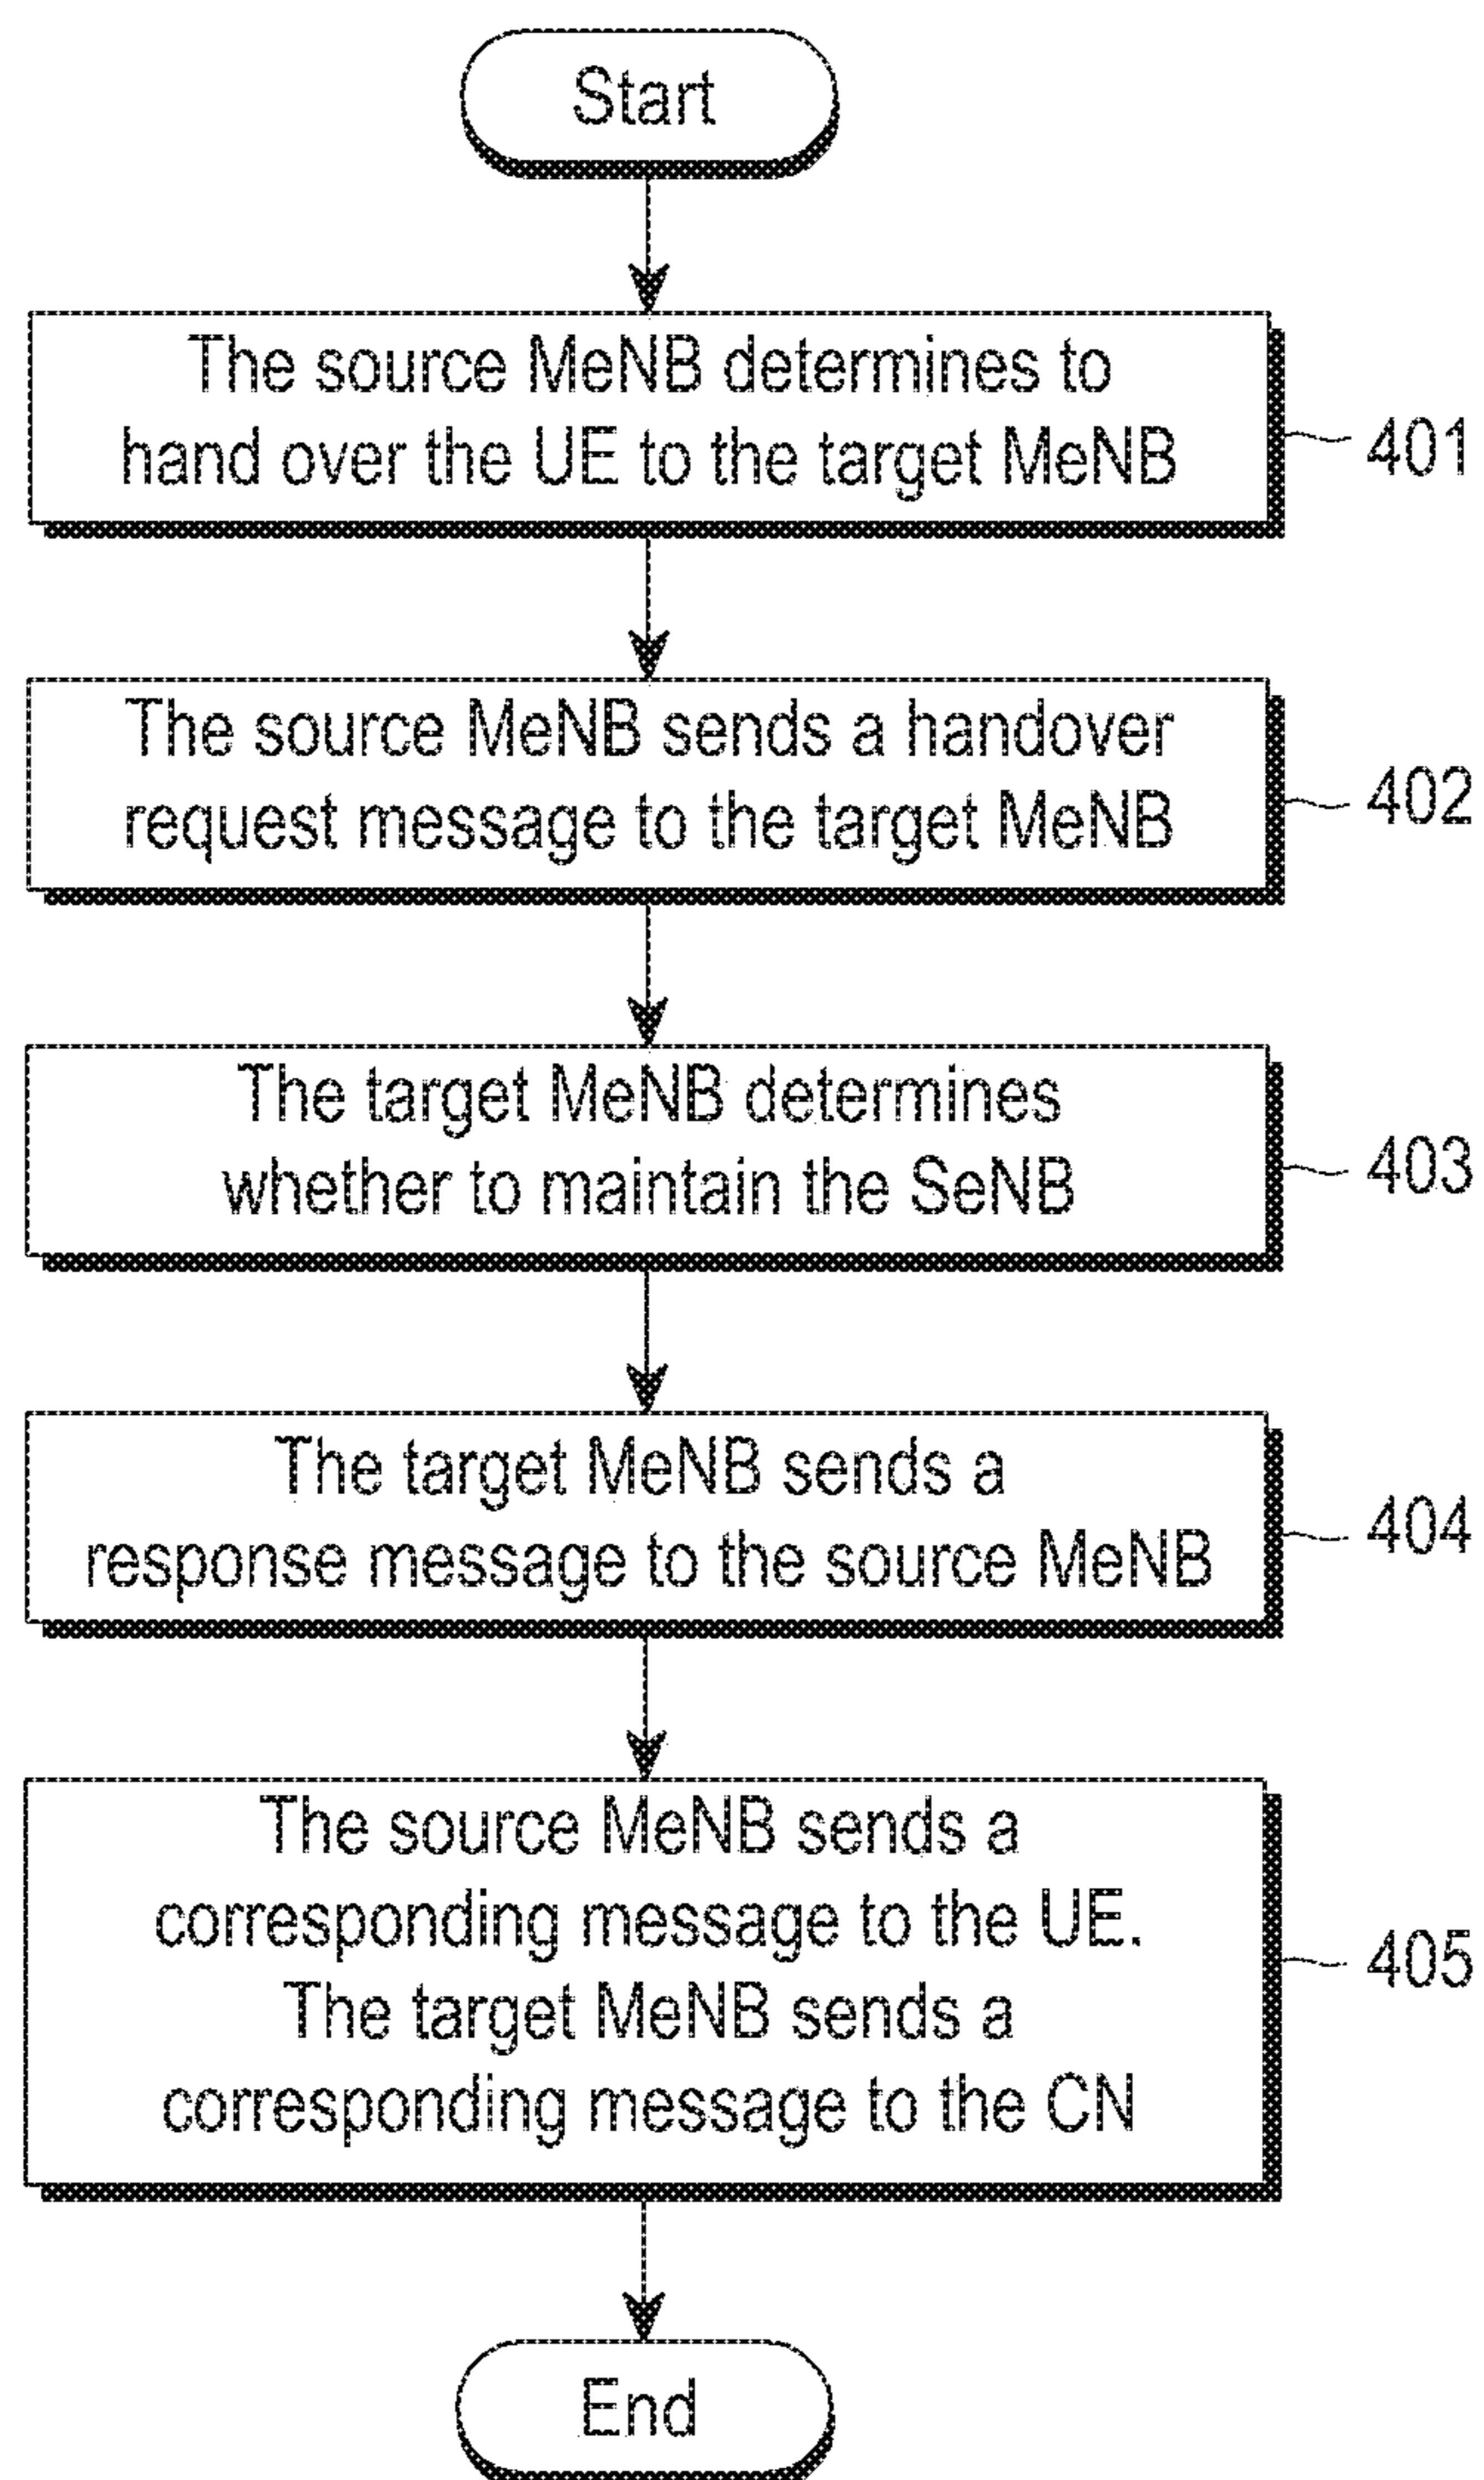 Start
The source MeNB determines to
hand over the UE to the target MeNB
401
The source MeNB sends a handover
request message to the target MeNB
402
The target MeNB determines
whether to maintain the SeNB
403
The target MeNB sends a
response message to the source MeNB
404
The source MeNB sends a
corresponding message to the UE.
The target MeNB sends a
corresponding message to the CN
405
End